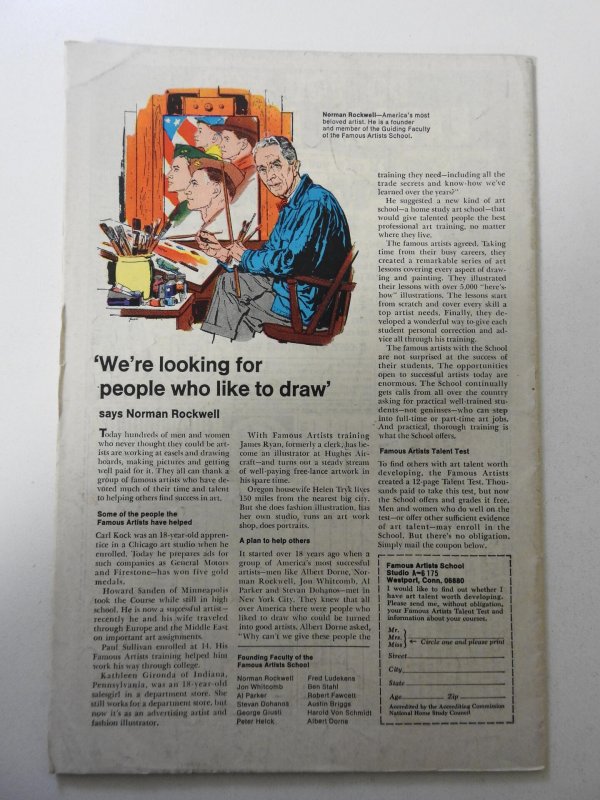 Norman Rockwell—America's most
beloved artist. He is a founder
and member of the Guiding Faculty
of the Famous Artists School.
'We're looking for
people who like to draw'
says Norman Rockwell
Today hundreds of men and women
who never thought they could be art-
ists are working at easels and drawing
boards, making pictures and getting
well paid for it. They all can thank a
group of famous artists who have de-
voted much of their time and talent
to helping others find success in art.
Some of the people the
Famous Artists have helped
Carl Kock was an 18-year-old appren-
tice in a Chicago art studio when he
enrolled. Today he prepares ads for
such companies as General Motors
and Firestone—has won five gold
medals.
Howard Sanden of Minneapolis
took the Course while still in high
school. He is now a successful artist—
recently he and his wife traveled
through Europe and the Middle East
on important art assignments.
Paul Sullivan enrolled at 14. His
Famous Artists training helped him
work his way through college.
Kathleen Gironda of Indiana,
Pennsylvania, was an 18-year-old
salesgirl in a department store. She
still works for a department store, but
now it's as an advertising artist and
fashion illustrator.
With Famous Artists training
James Ryan, formerly a clerk, has be-
come an illustrator at Hughes Air-
craft—and turns out a steady stream
of well-paying free-lance artwork in
his spare time.
Oregon housewife Helen Tryk lives
150 miles from the nearest big city.
But she does fashion illustration, has
her own studio, runs an art work
shop, does portraits.
A plan to help others
It started over 18 years ago when a
group of America's most successful
artists—men like Albert Dorne, Nor-
man Rockwell, Jon Whitcomb, Al
Parker and Stevan Dohanos—met in
New York City. They knew that all
over America there were people who
liked to draw who could be turned
into good artists. Albert Dorne asked,
"Why can't we give these people the
Founding Faculty of the
Famous Artists School
Norman Rockwell
Jon Whitcomb
Al Parker
Stevan Dohanos
George Giusti
Peter Helck
Fred Ludekens
Ben Stahl
Robert Fawcett
Austin Briggs
Harold Von Schmidt
Albert Dorne
training they need—including all the
trade secrets and know-how we've
learned over the years?"
He suggested a new kind of art
school—a home study art school—that
would give talented people the best
professional art training, no matter
where they live.
The famous artists agreed. Taking
time from their busy careers, they
created a remarkable series of art
lessons covering every aspect of draw-
ing and painting. They illustrated
their lessons with over 5,000 "here's-
how" illustrations. The lessons start
from scratch and cover every skill a
top artist needs. Finally, they de-
veloped a wonderful way to give each
student personal correction and ad-
vice all through his training.
The famous artists with the School
are not surprised at the success of
their students. The opportunities
open to successful artists today are
enormous. The School continually
gets calls from all over the country
asking for practical well-trained stu-
dents—not geniuses—who can step
into full-time or part-time art jobs.
And practical, thorough training is
what the School offers.
Famous Artists Talent Test
To find others with art talent worth
developing, the Famous Artists
created a 12-page Talent Test. Thou-
sands paid to take this test, but now
the School offers and grades it free.
Men and women who do well on the
test—or offer other sufficient evidence
of art talent—may enroll in the
School. But there's no obligation.
Simply mail the coupon below.
Famous Artists School
Studio A-6175
Westport, Conn. 06880
I would like to find out whether I
have art talent worth developing.
Please send me, without obligation,
your Famous Artists Talent Test and
information about your courses.
Mr.
Mrs.
Miss
Circle one and please print
Street
City
State
Age Zip
Accredited by the Accrediting Commission
National Home Study Council